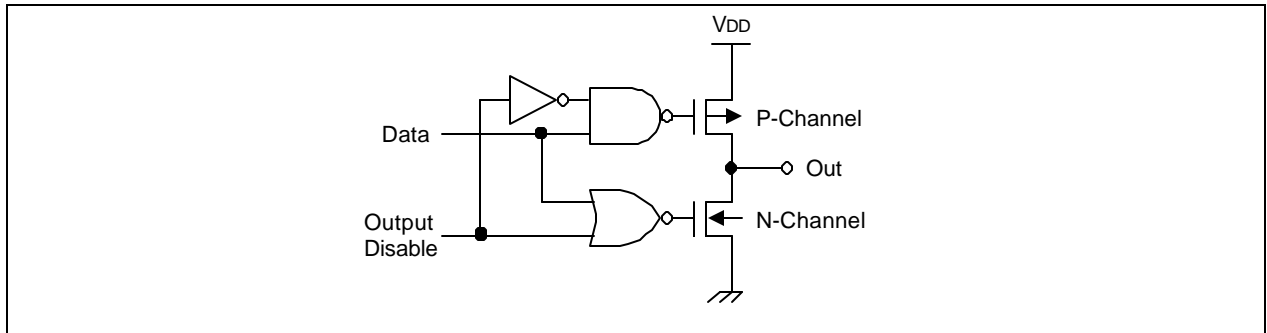 VDD
P-Channel
Data
Out
Output
Disable
N-Channel